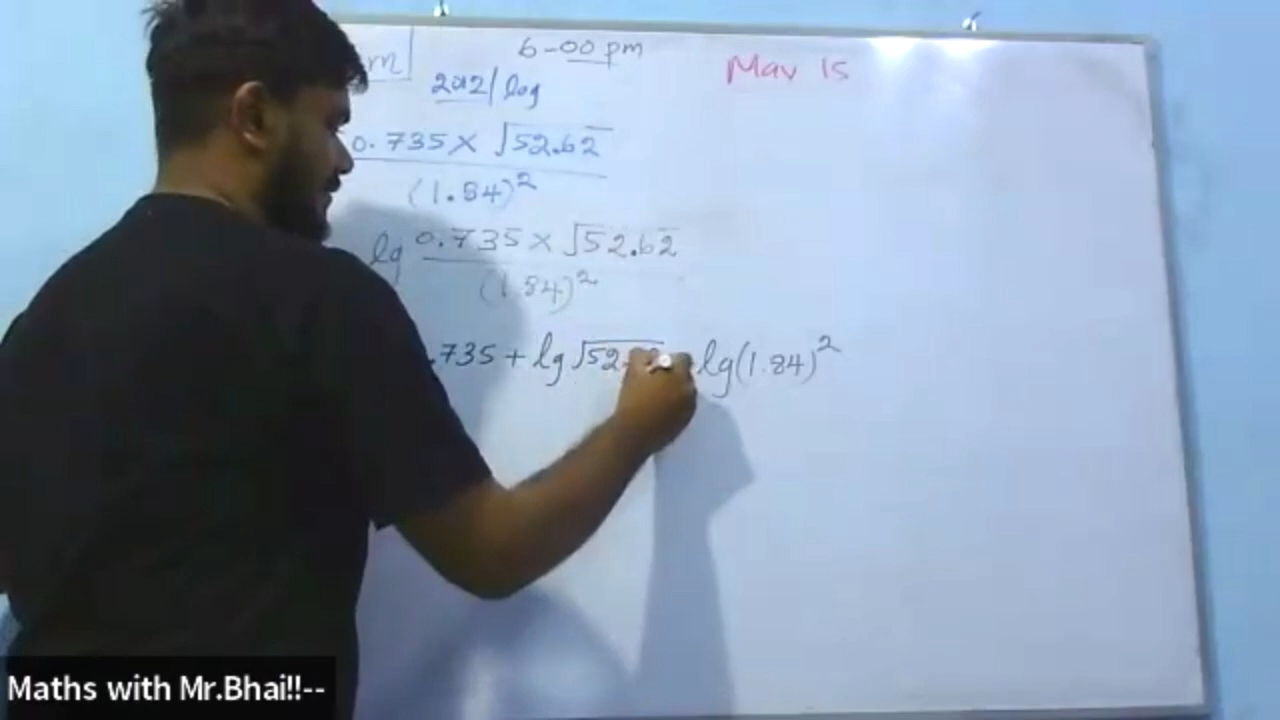 6-00 pm
May 15
2012/log
0.735 × √52.62
(1.84)²
lg 0.735 × √52.62
(1.84)²
.735 + lg √52.62 - lg(1.84)²
Maths with Mr.Bhai!!--